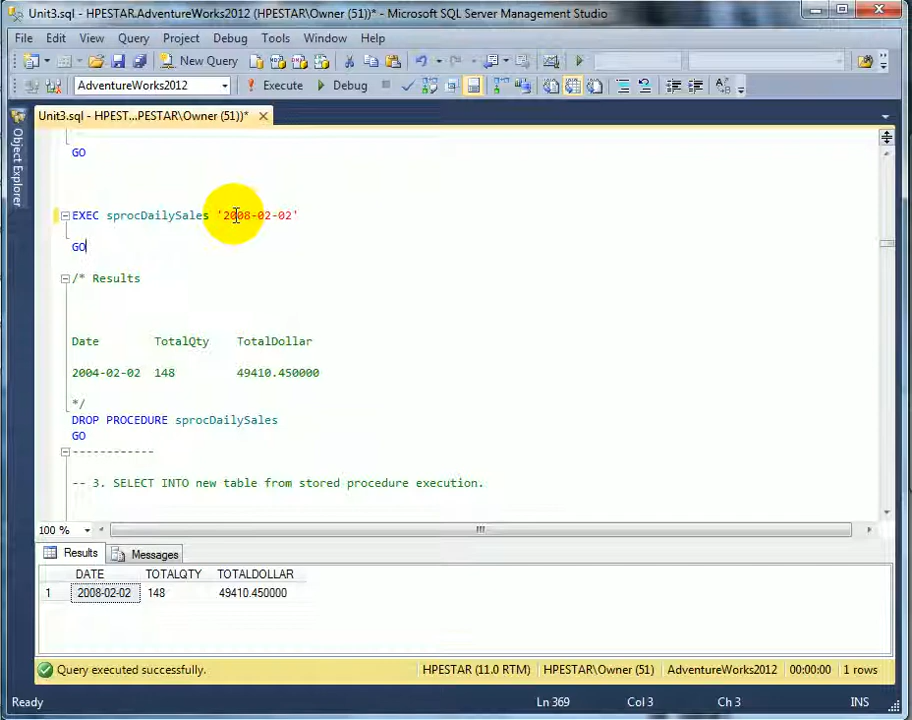 Unit3.sql - HPESTAR.AdventureWorks2012 (HPESTAR\Owner (51))* - Microsoft SQL Server Management Studio
File Edit View Query Project Debug Tools Window Help
New Query
AdventureWorks2012 Execute Debug
Unit3.sql - HPEST...PESTAR\Owner (51))*
Object Explorer
GO
EXEC sprocDailySales '2008-02-02'
GO
/* Results
Date TotalQty TotalDollar
2004-02-02 148 49410.450000
*/
DROP PROCEDURE sprocDailySales
GO
------------
-- 3. SELECT INTO new table from stored procedure execution.
100 %
Results Messages
DATE TOTALQTY TOTALDOLLAR
1 2008-02-02 148 49410.450000
Query executed successfully. HPESTAR (11.0 RTM) HPESTAR\Owner (51) AdventureWorks2012 00:00:00 1 rows
Ready Ln 369 Col 3 Ch 3 INS